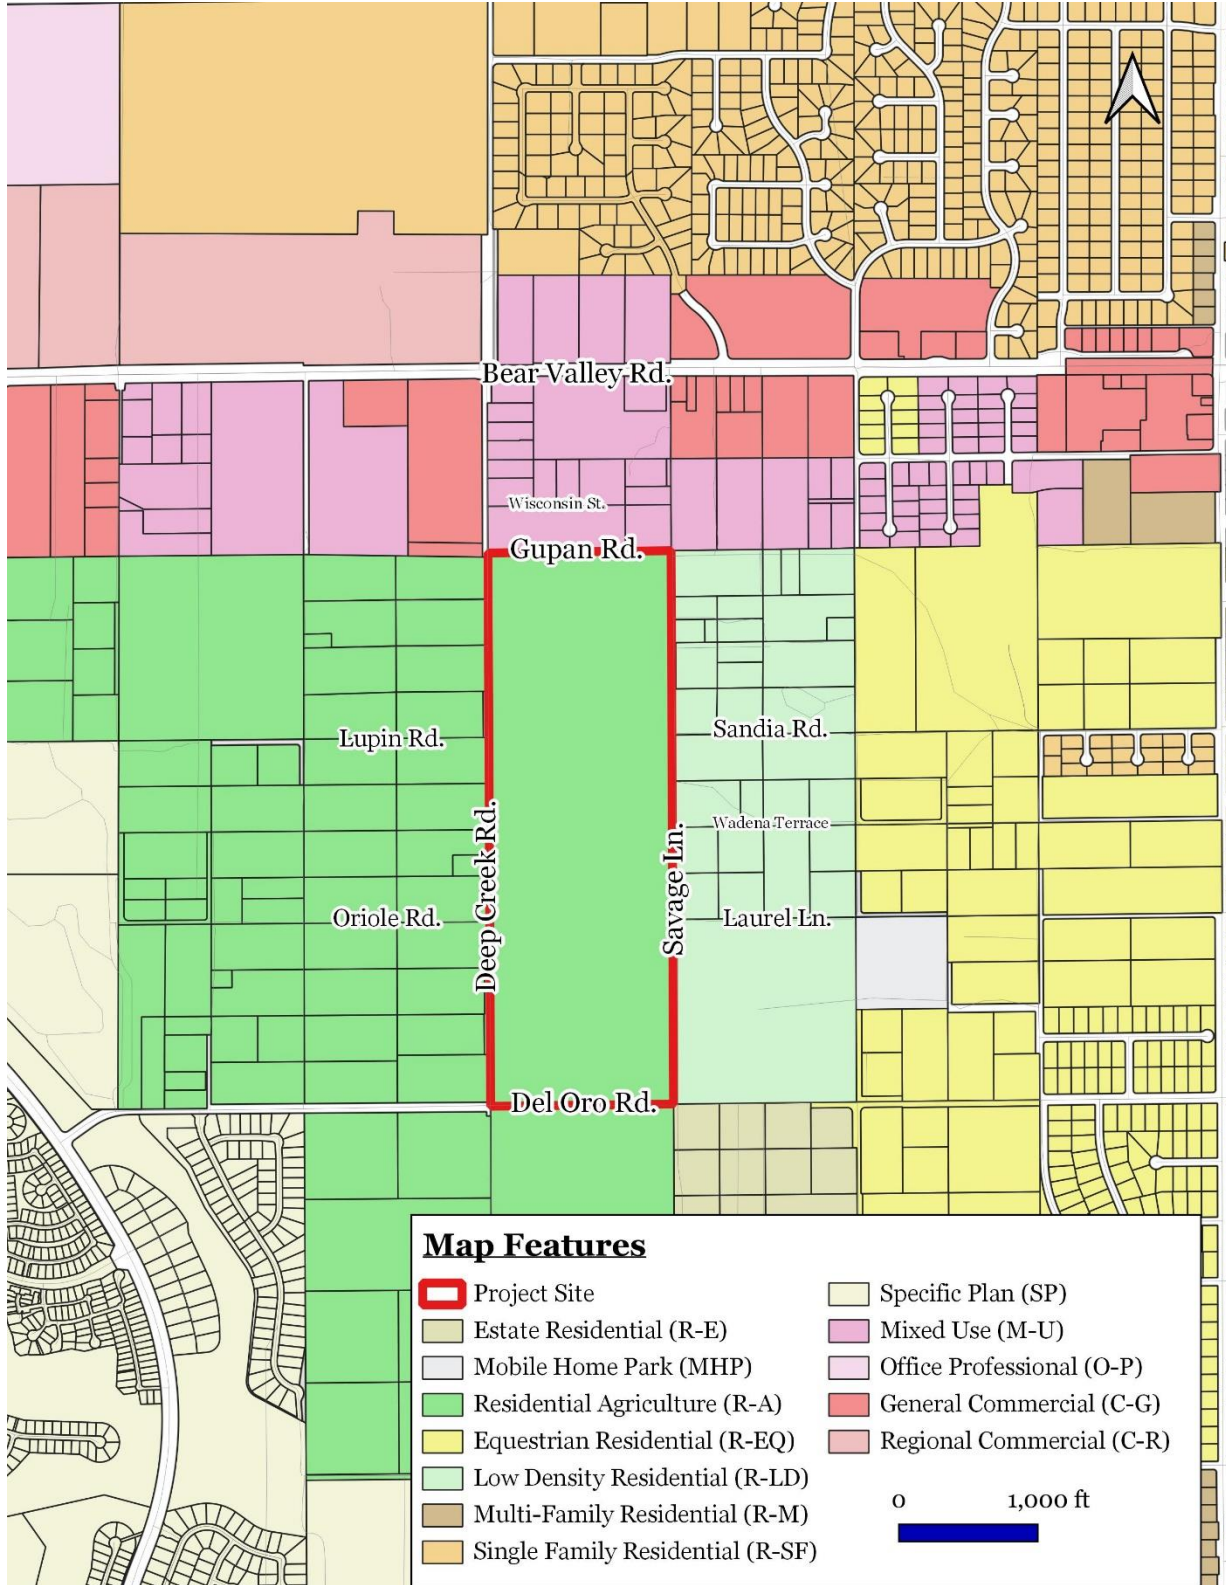 Bear Valley Rd.
Wisconsin St.
Gupan Rd.
Lupin Rd.
Sandia Rd.
Deep Creek Rd.
Savage Ln.
Wadena Terrace
Oriole Rd.
Laurel Ln.
Del Oro Rd.
Map Features
Project Site
Estate Residential (R-E)
Mobile Home Park (MHP)
Residential Agriculture (R-A)
Equestrian Residential (R-EQ)
Low Density Residential (R-LD)
Multi-Family Residential (R-M)
Single Family Residential (R-SF)
Specific Plan (SP)
Mixed Use (M-U)
Office Professional (O-P)
General Commercial (C-G)
Regional Commercial (C-R)
0 1,000 ft